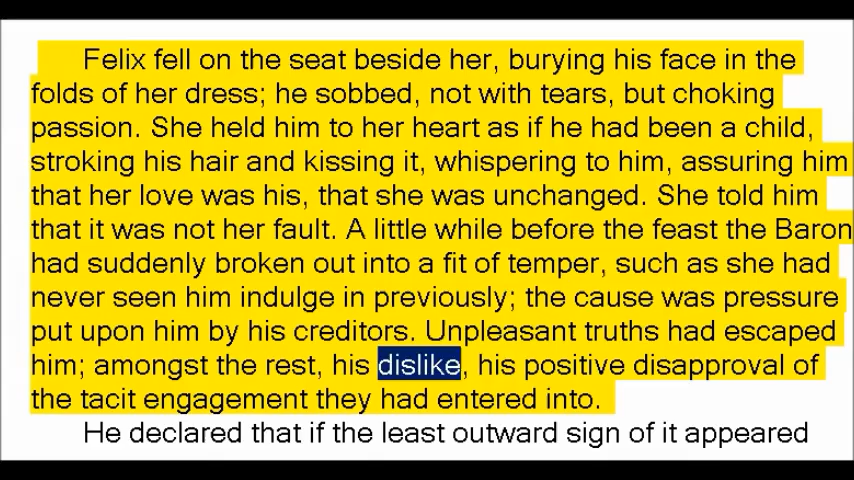 Felix fell on the seat beside her, burying his face in the
folds of her dress; he sobbed, not with tears, but choking
passion. She held him to her heart as if he had been a child,
stroking his hair and kissing it, whispering to him, assuring him
that her love was his, that she was unchanged. She told him
that it was not her fault. A little while before the feast the Baron
had suddenly broken out into a fit of temper, such as she had
never seen him indulge in previously; the cause was pressure
put upon him by his creditors. Unpleasant truths had escaped
him; amongst the rest, his dislike, his positive disapproval of
the tacit engagement they had entered into.
He declared that if the least outward sign of it appeared